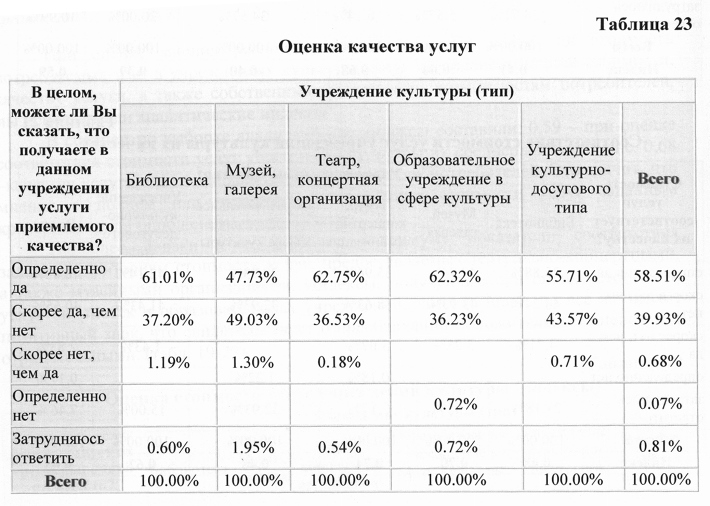 Таблица 23
Оценка качества услуг
В целом, можете ли Вы сказать, что получаете в данном учреждении услуги приемлемого качества?
Учреждение культуры (тип)
Библиотека
Музей, галерея
Театр, концертная организация
Образовательное учреждение в сфере культуры
Учреждение культурно-досугового типа
Всего
Определенно да 61.01% 47.73% 62.75% 62.32% 55.71% 58.51%
Скорее да, чем нет 37.20% 49.03% 36.53% 36.23% 43.57% 39.93%
Скорее нет, чем да 1.19% 1.30% 0.18% 0.71% 0.68%
Определенно нет 0.72% 0.07%
Затрудняюсь ответить 0.60% 1.95% 0.54% 0.72% 0.81%
Всего 100.00% 100.00% 100.00% 100.00% 100.00% 100.00%